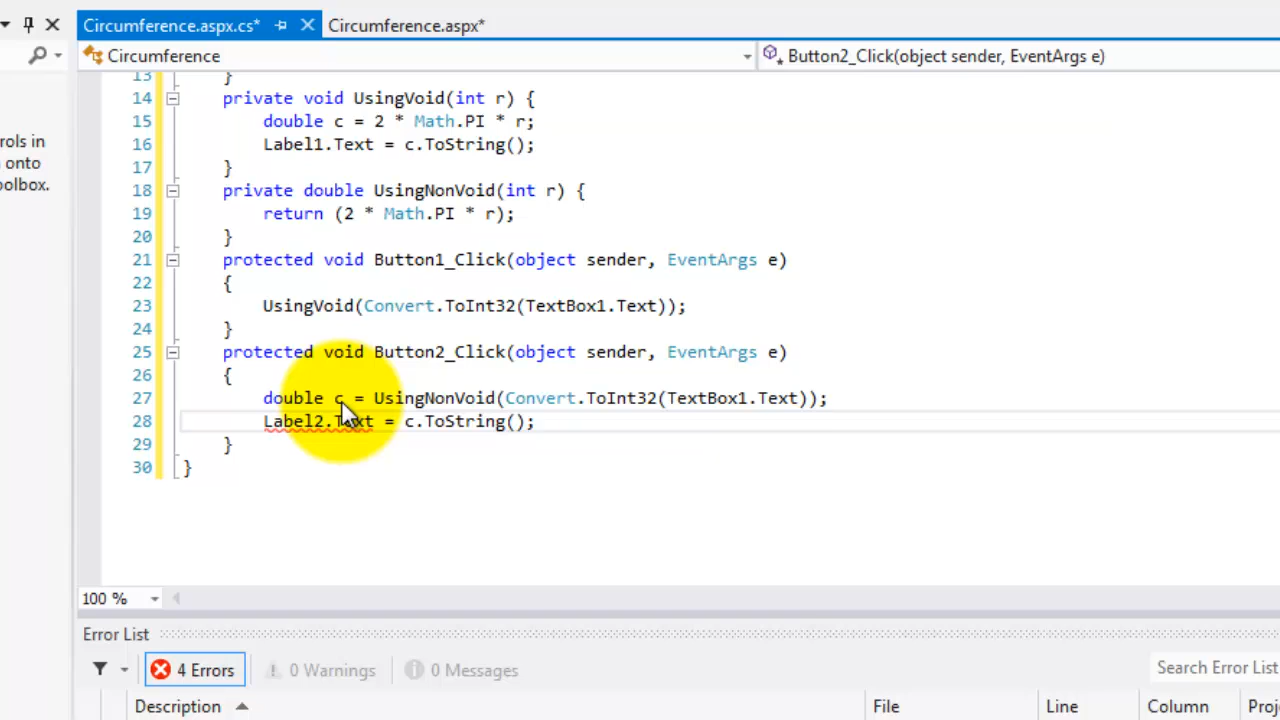 Circumference.aspx.cs* Circumference.aspx*
Circumference Button2_Click(object sender, EventArgs e)
13 }
14 private void UsingVoid(int r) {
15 double c = 2 * Math.PI * r;
16 Label1.Text = c.ToString();
17 }
18 private double UsingNonVoid(int r) {
19 return (2 * Math.PI * r);
20 }
21 protected void Button1_Click(object sender, EventArgs e)
22 {
23 UsingVoid(Convert.ToInt32(TextBox1.Text));
24 }
25 protected void Button2_Click(object sender, EventArgs e)
26 {
27 double c = UsingNonVoid(Convert.ToInt32(TextBox1.Text));
28 Label2.Text = c.ToString();
29 }
30 }
rols in
onto
oolbox.
100 %
Error List
4 Errors 0 Warnings 0 Messages Search Error List
Description File Line Column Proj